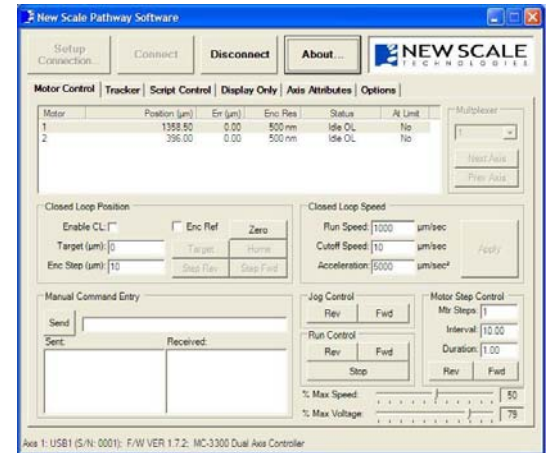 New Scale Pathway Software
Setup Connection... Connect Disconnect About... NEW SCALE TECHNOLOGIES
Motor Control Tracker Script Control Display Only Axis Attributes Options
Motor Position (µm) Err (µm) Enc Res Status At Limit
1 1358.50 0.00 500 nm Idle OL No
2 396.00 0.00 500 nm Idle OL No
Multiplexer
1
Next Axis
Prev Axis
Closed Loop Position
Enable CL: Enc Ref Zero
Target (µm): 0 Target Home
Enc Step (µm): 10 Step Rev Step Fwd
Closed Loop Speed
Run Speed: 1000 µm/sec
Cutoff Speed: 10 µm/sec Apply
Acceleration: 5000 µm/sec²
Manual Command Entry
Send
Sent: Received:
Jog Control
Rev Fwd
Run Control
Rev Fwd
Stop
Motor Step Control
Mtr Steps: 1
Interval: 10.00
Duration: 1.00
Rev Fwd
% Max Speed: 50
% Max Voltage: 79
Axis 1: USB1 (S/N: 0001); F/W VER 1.7.2; MC-3300 Dual Axis Controller